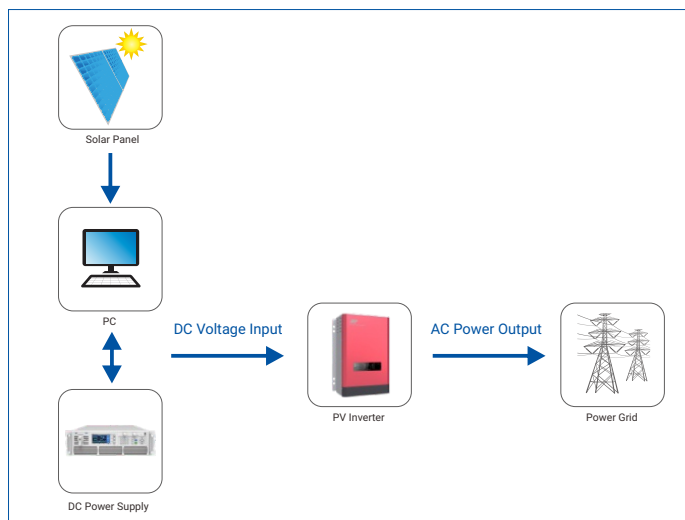 Solar Panel
PC
DC Voltage Input
AC Power Output
PV Inverter
Power Grid
DC Power Supply